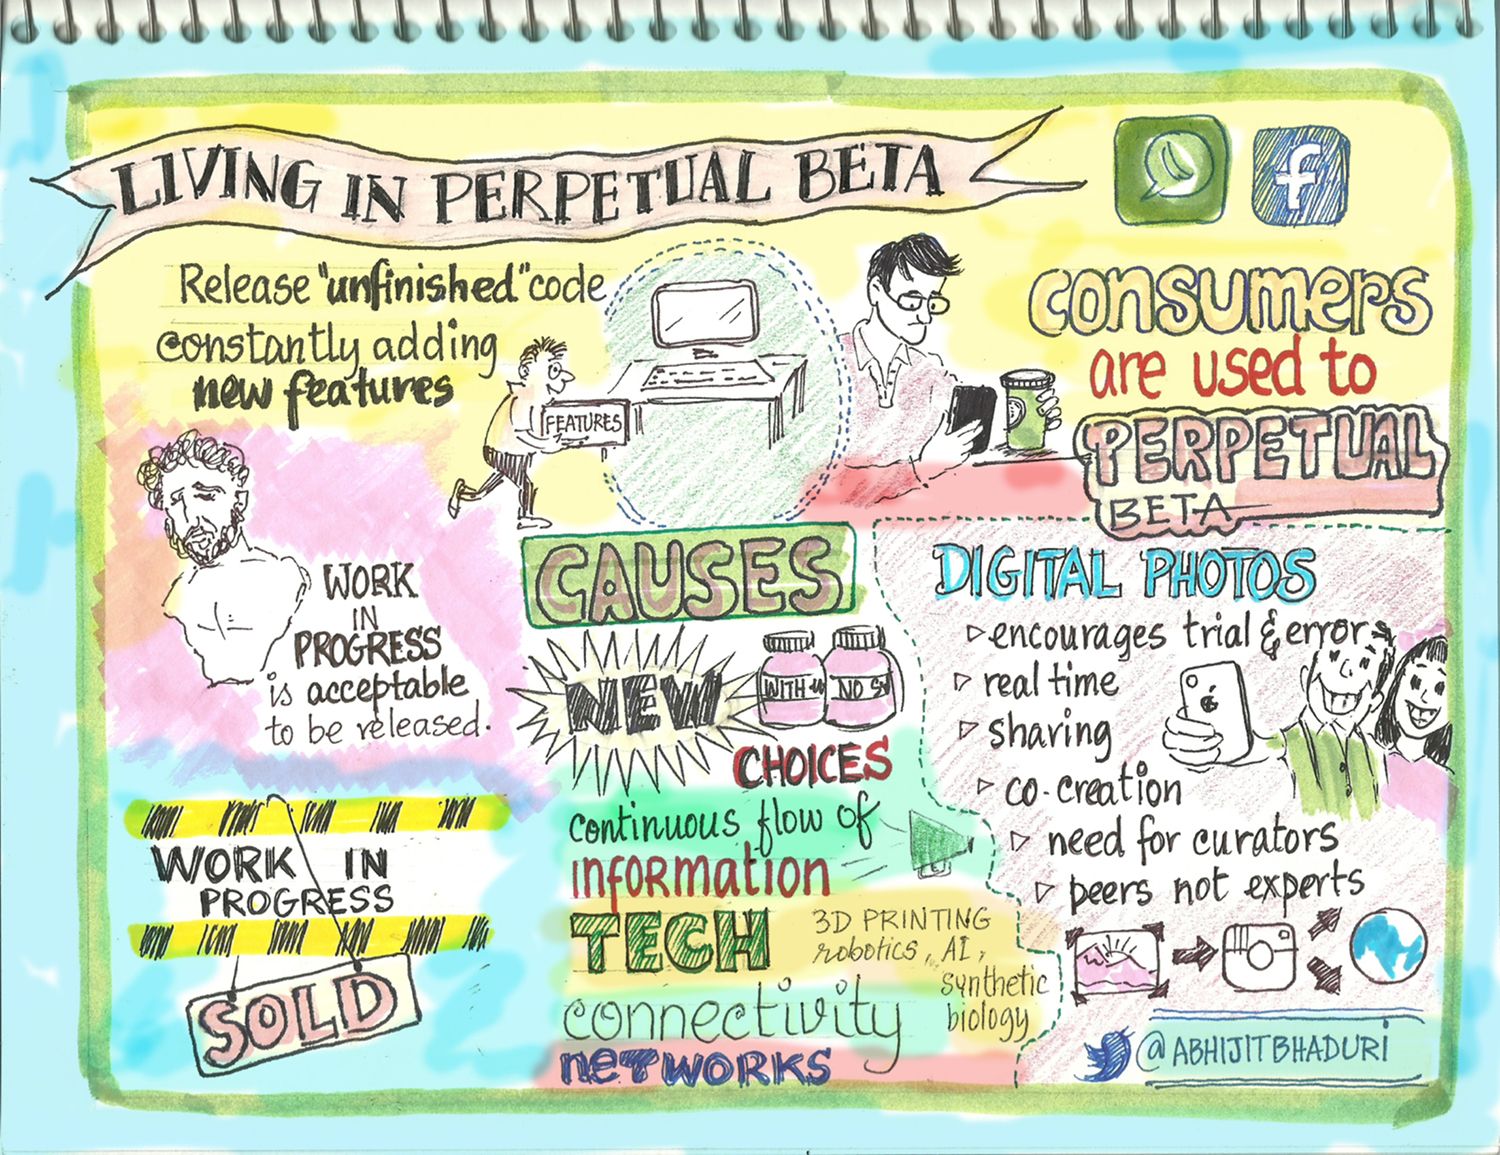 LIVING IN PERPETUAL BETA
Release "unfinished" code
constantly adding
new features
FEATURES
consumers
are used to
PERPETUAL
BETA
WORK
IN
PROGRESS
is acceptable
to be released.
WORK IN
PROGRESS
SOLD
CAUSES
NEW
WITH
NO
CHOICES
continuous flow of
information
TECH
3D PRINTING
robotics, AI,
synthetic
biology
connectivity
networks
DIGITAL PHOTOS
encourages trial & error
real time
sharing
co-creation
need for curators
peers not experts
@ABHIJITBHADURI